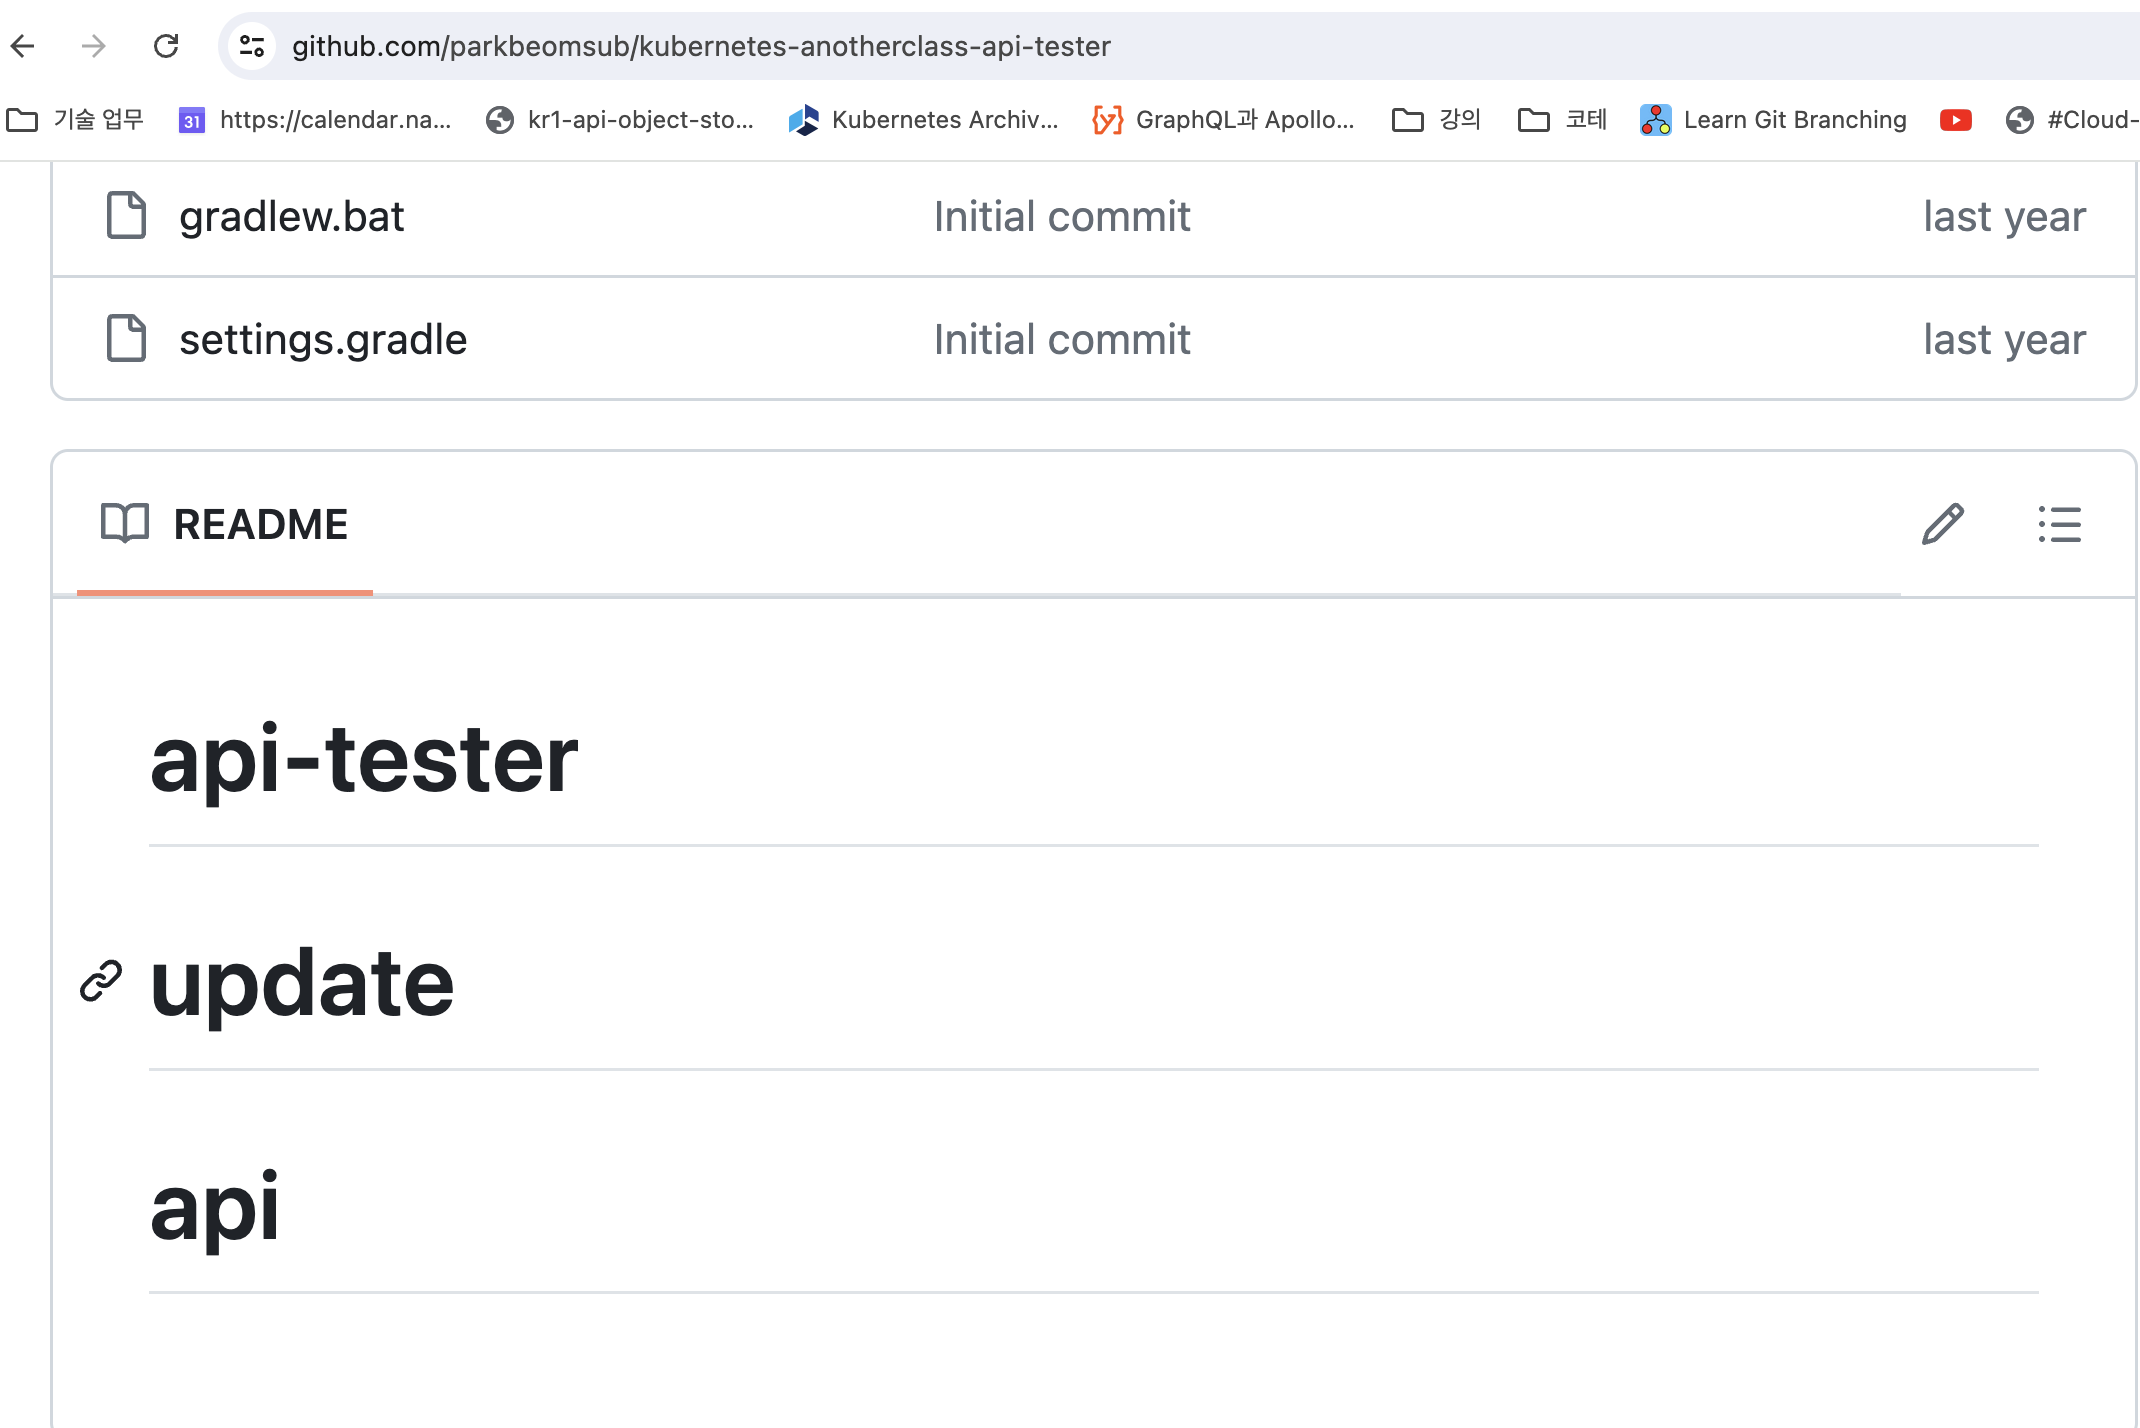 github.com/parkbeomsub/kubernetes-anotherclass-api-tester
기술 업무 31 https://calendar.na... kr1-api-object-sto... Kubernetes Archiv... GraphQL과 Apollo... 강의 코테 Learn Git Branching #Cloud-
gradlew.bat Initial commit last year
settings.gradle Initial commit last year
README
api-tester
update
api